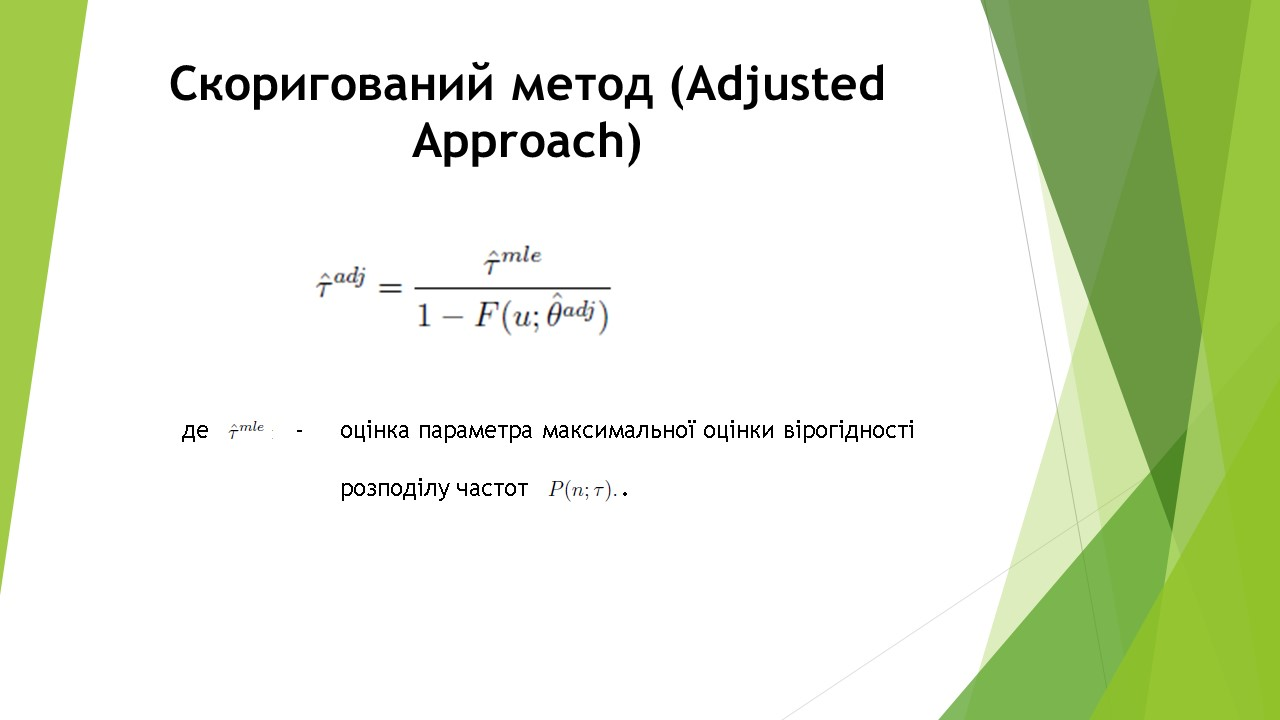 Скоригований метод (Adjusted
Approach)
τ̂^{adj} = τ̂^{mle} / (1 − F(u; θ̂^{adj}))
де τ̂^{mle} - оцінка параметра максимальної оцінки вірогідності
розподілу частот P(n; τ). .